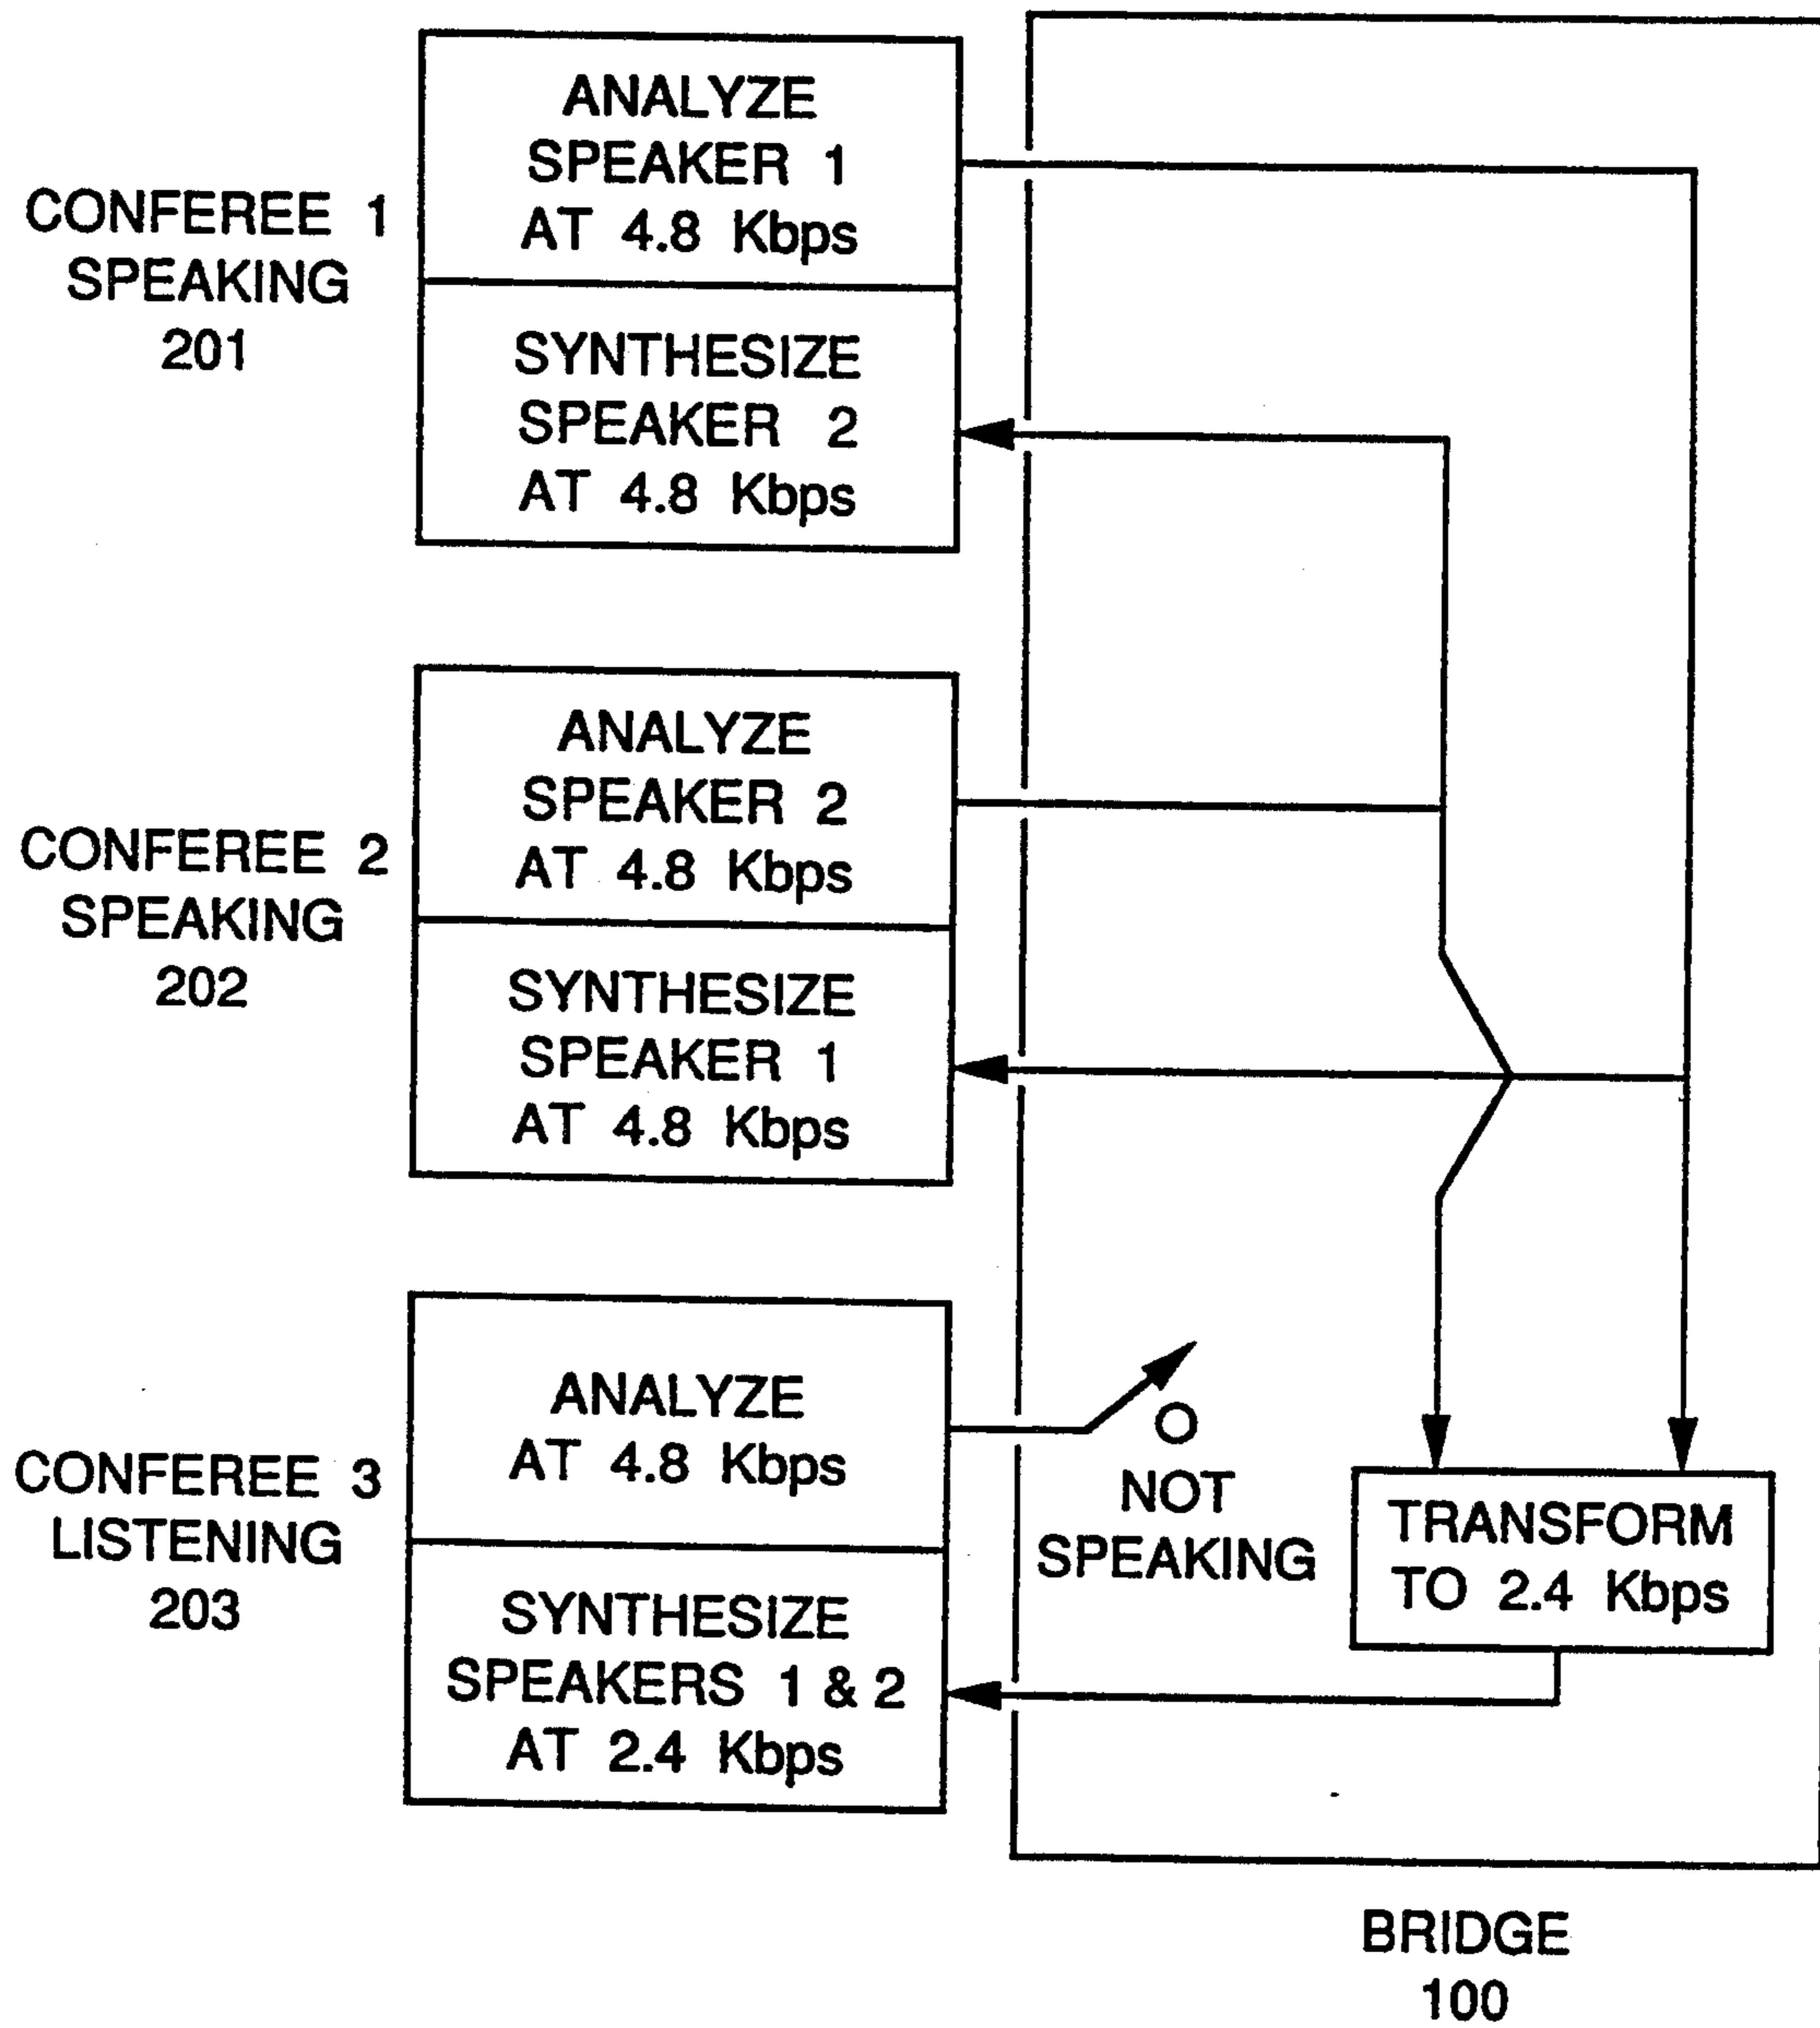 CONFEREE 1
SPEAKING
201
ANALYZE
SPEAKER 1
AT 4.8 Kbps
SYNTHESIZE
SPEAKER 2
AT 4.8 Kbps
CONFEREE 2
SPEAKING
202
ANALYZE
SPEAKER 2
AT 4.8 Kbps
SYNTHESIZE
SPEAKER 1
AT 4.8 Kbps
CONFEREE 3
LISTENING
203
ANALYZE
AT 4.8 Kbps
SYNTHESIZE
SPEAKERS 1 & 2
AT 2.4 Kbps
NOT
SPEAKING
TRANSFORM
TO 2.4 Kbps
BRIDGE
100